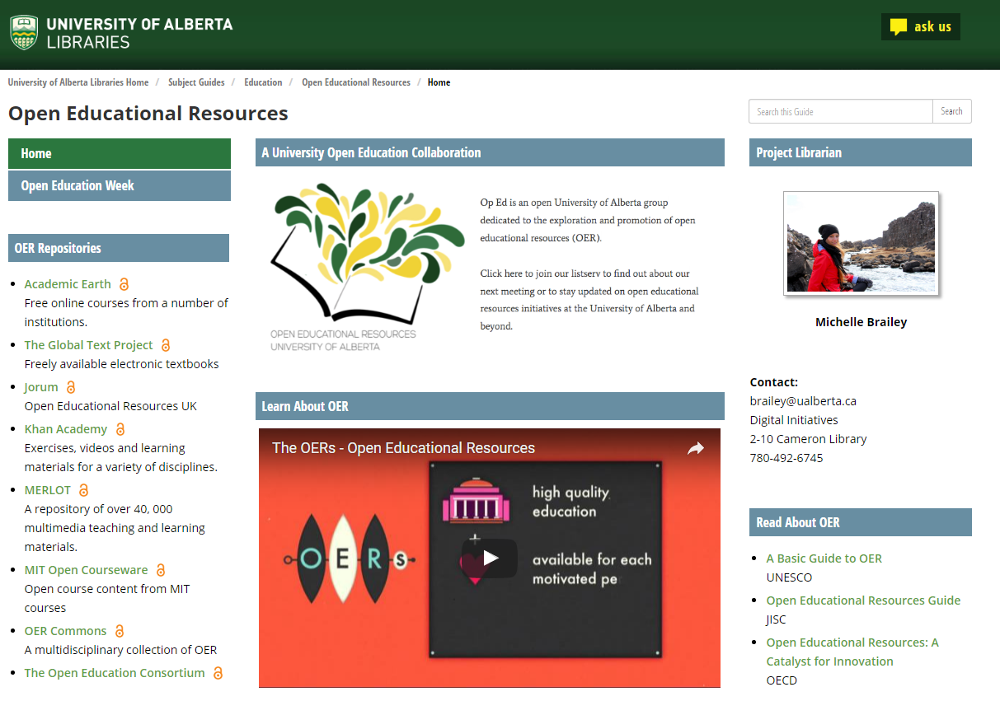 UNIVERSITY OF ALBERTA
LIBRARIES
ask us
University of Alberta Libraries Home / Subject Guides / Education / Open Educational Resources / Home
Open Educational Resources
Search this Guide
Search
Home
Open Education Week
OER Repositories
Academic Earth
Free online courses from a number of
institutions.
The Global Text Project
Freely available electronic textbooks
Jorum
Open Educational Resources UK
Khan Academy
Exercises, videos and learning
materials for a variety of disciplines.
MERLOT
A repository of over 40, 000
multimedia teaching and learning
materials.
MIT Open Courseware
Open course content from MIT
courses
OER Commons
A multidisciplinary collection of OER
The Open Education Consortium
A University Open Education Collaboration
OPEN EDUCATIONAL RESOURCES
UNIVERSITY OF ALBERTA
Op Ed is an open University of Alberta group
dedicated to the exploration and promotion of open
educational resources (OER).
Click here to join our listserv to find out about our
next meeting or to stay updated on open educational
resources initiatives at the University of Alberta and
beyond.
Learn About OER
The OERs - Open Educational Resources
OERs
high quality
education
+
available for each
motivated pe
Project Librarian
Michelle Brailey
Contact:
brailey@ualberta.ca
Digital Initiatives
2-10 Cameron Library
780-492-6745
Read About OER
A Basic Guide to OER
UNESCO
Open Educational Resources Guide
JISC
Open Educational Resources: A
Catalyst for Innovation
OECD